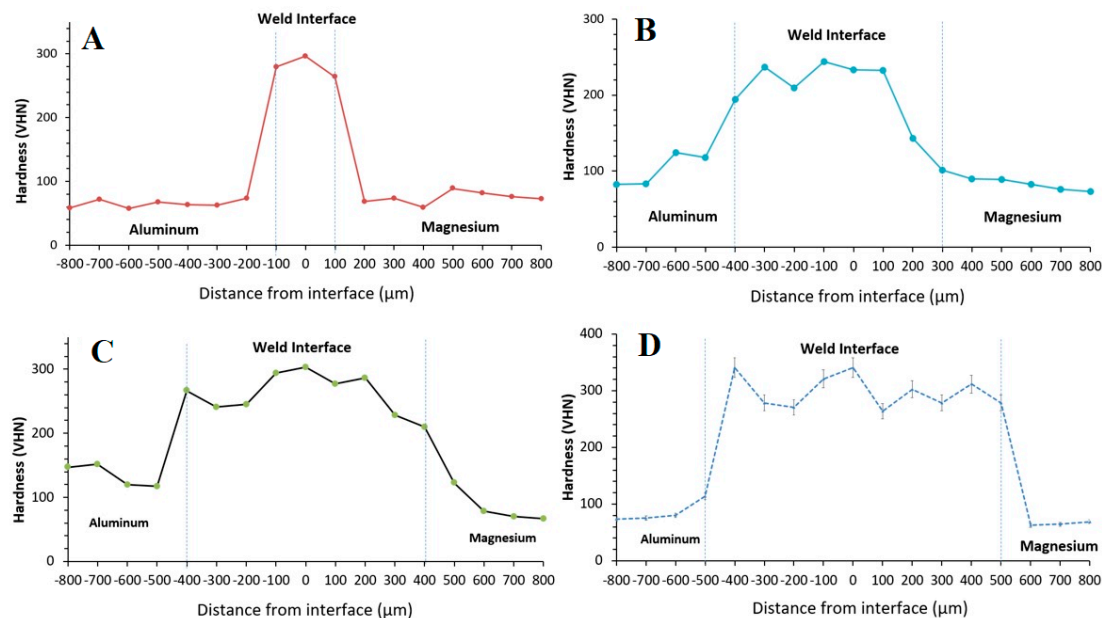 A
Weld Interface
300
200
100
0
Hardness (VHN)
Aluminum
Magnesium
-800 -700 -600 -500 -400 -300 -200 -100 0 100 200 300 400 500 600 700 800
Distance from interface (µm)
B
Weld Interface
300
200
100
0
Hardness (VHN)
Aluminum
Magnesium
-800 -700 -600 -500 -400 -300 -200 -100 0 100 200 300 400 500 600 700 800
Distance from interface (µm)
C
Weld Interface
300
200
100
0
Hardness (VHN)
Aluminum
Magnesium
-800 -700 -600 -500 -400 -300 -200 -100 0 100 200 300 400 500 600 700 800
Distance from interface (µm)
D
Weld Interface
400
300
200
100
0
Hardness (VHN)
Aluminum
Magnesium
-800 -700 -600 -500 -400 -300 -200 -100 0 100 200 300 400 500 600 700 800
Distance from interface (µm)